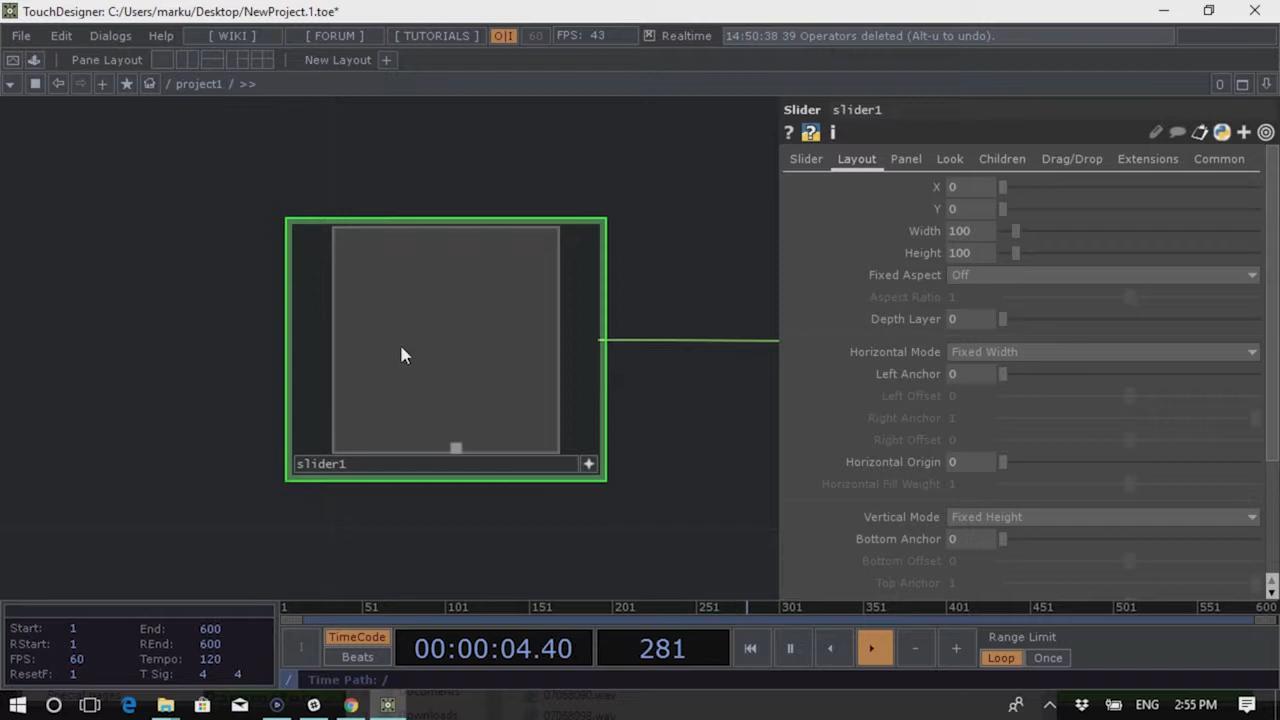 TouchDesigner: C:/Users/marku/Desktop/NewProject.1.toe*
File Edit Dialogs Help [ WIKI ] [ FORUM ] [ TUTORIALS ] O|I 60 FPS: 43 Realtime 14:50:38 39 Operators deleted (Alt-u to undo).
Pane Layout New Layout +
/ project1 / >> 0
Slider slider1
? ? i
Slider Layout Panel Look Children Drag/Drop Extensions Common
X 0
Y 0
Width 100
Height 100
Fixed Aspect Off
Aspect Ratio 1
Depth Layer 0
Horizontal Mode Fixed Width
Left Anchor 0
Left Offset 0
Right Anchor 1
Right Offset 0
Horizontal Origin 0
Horizontal Fill Weight 1
Vertical Mode Fixed Height
Bottom Anchor 0
Bottom Offset 0
Top Anchor 1
slider1
1 51 101 151 201 251 301 351 401 451 501 551 600
Start: 1 End: 600
RStart: 1 REnd: 600
FPS: 60 Tempo: 120
ResetF: 1 T Sig: 4 4
TimeCode
Beats
00:00:04.40 281
Range Limit
Loop Once
/ Time Path: /
ENG 2:55 PM